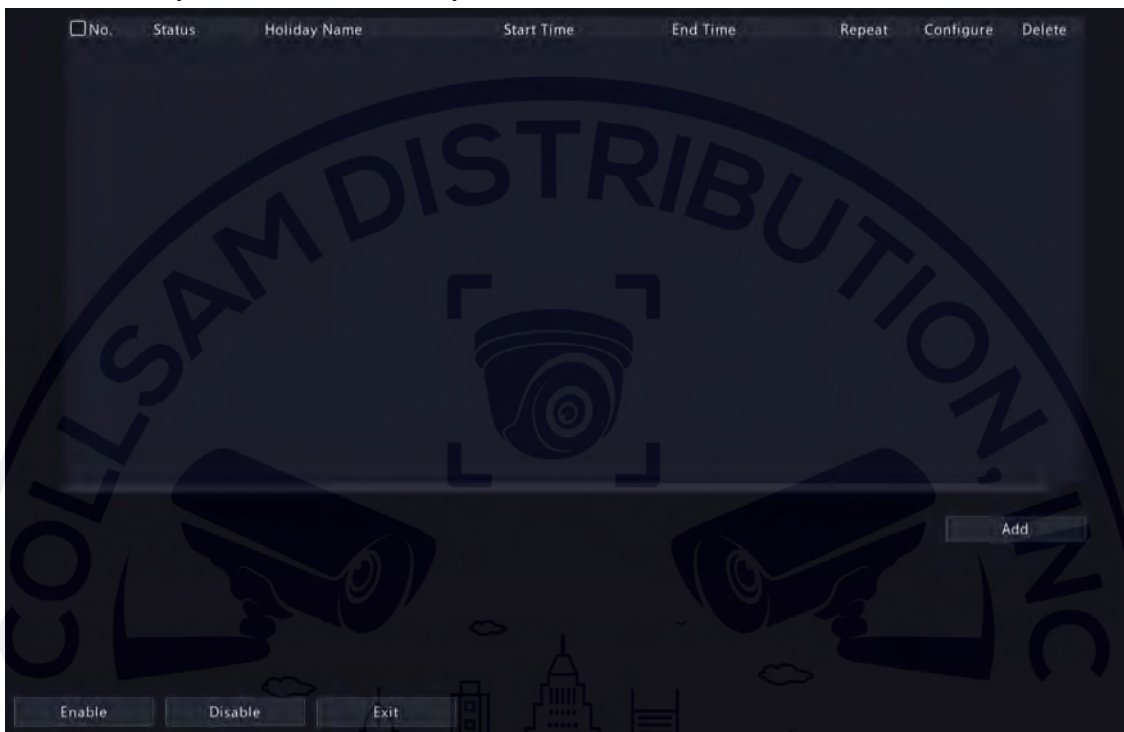 No. Status Holiday Name Start Time End Time Repeat Configure Delete
COLLSAM DISTRIBUTION, INC
Add
Enable Disable Exit